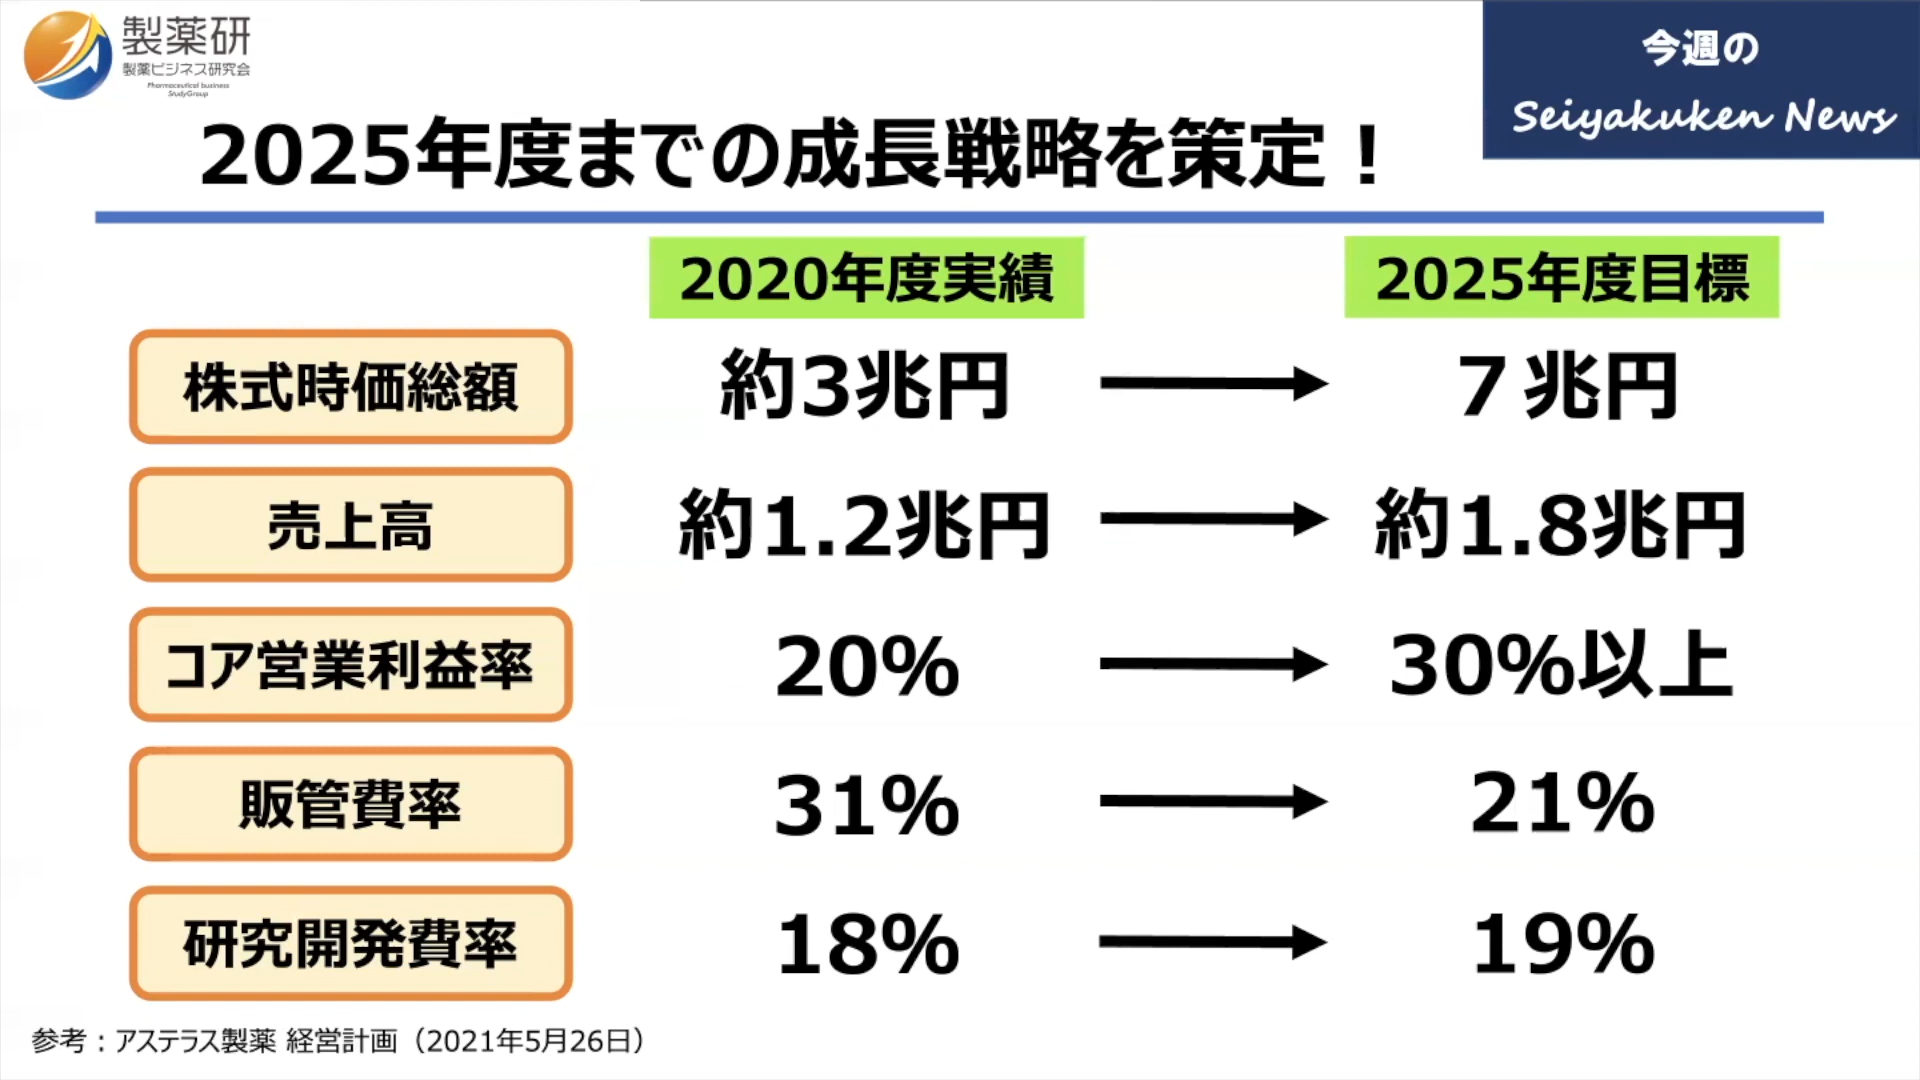 製薬研
製薬ビジネス研究会
Pharmaceutical business
StudyGroup
今週の
Seiyakuken News
2025年度までの成長戦略を策定！
2020年度実績
2025年度目標
株式時価総額
約3兆円
７兆円
売上高
約1.2兆円
約1.8兆円
コア営業利益率
20%
30%以上
販管費率
31%
21%
研究開発費率
18%
19%
参考：アステラス製薬 経営計画（2021年5月26日）